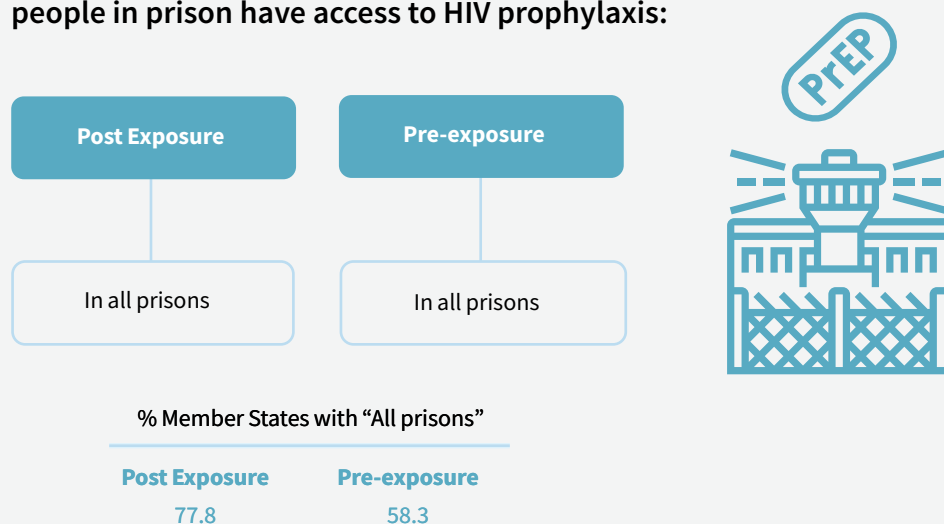 people in prison have access to HIV prophylaxis:
PrEP
Post Exposure
Pre-exposure
In all prisons
In all prisons
% Member States with “All prisons”
Post Exposure
Pre-exposure
77.8
58.3